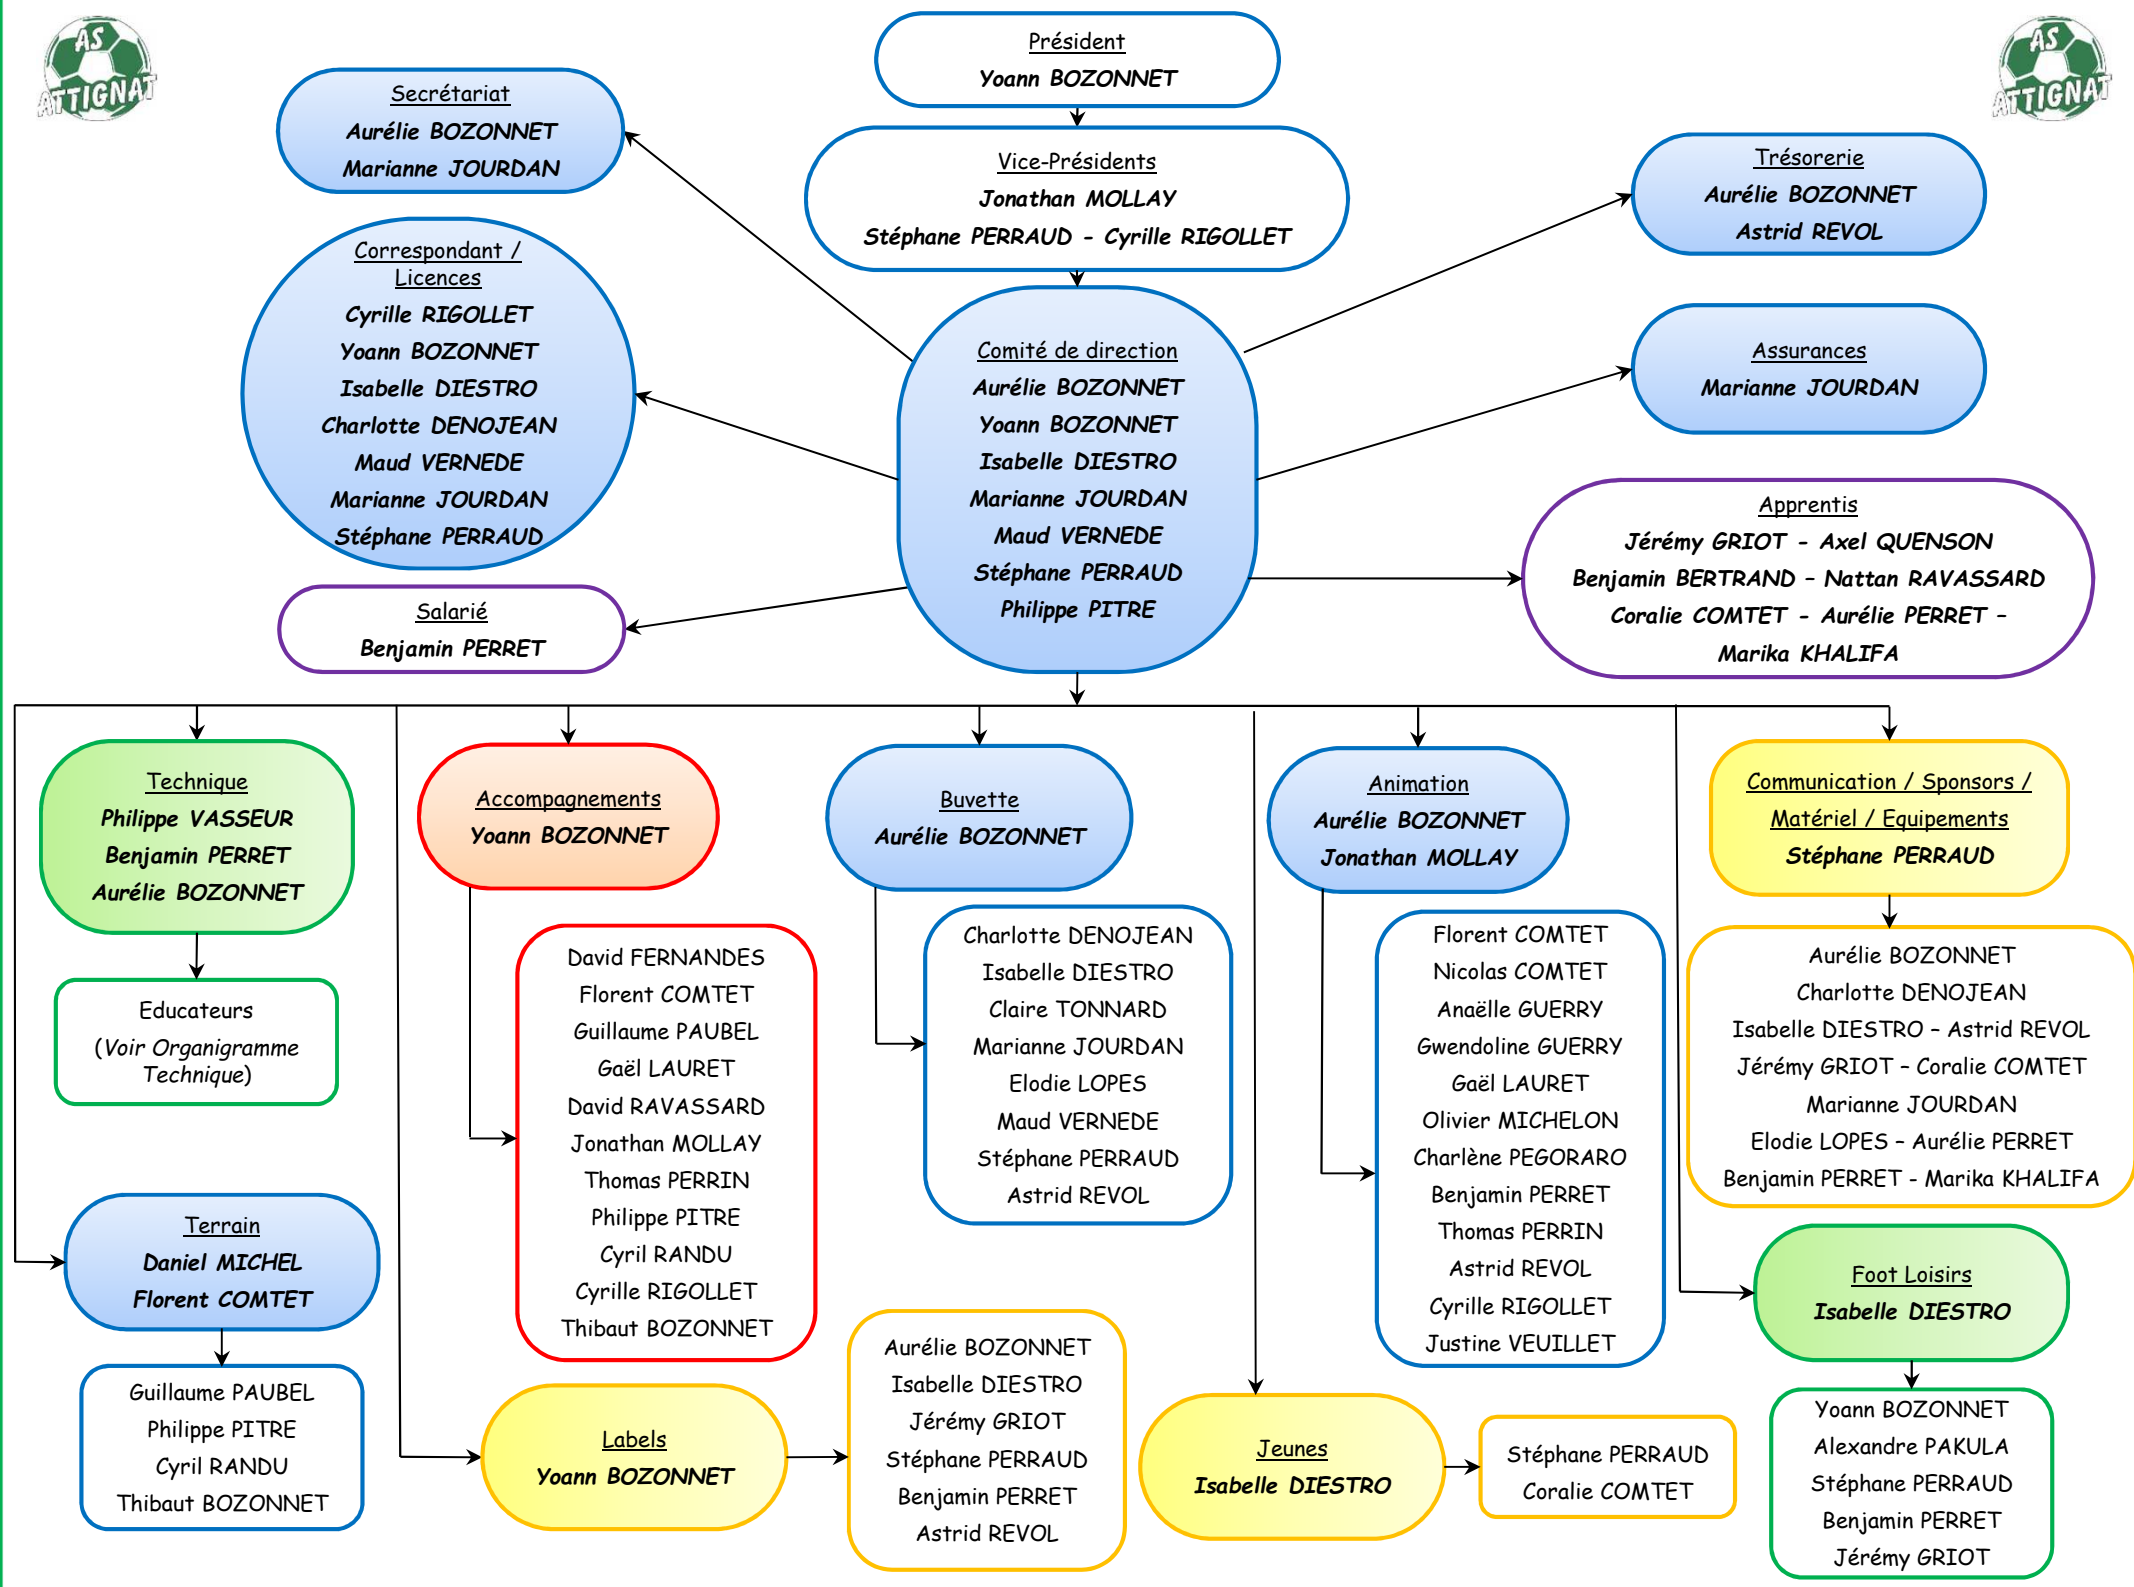 AS
ATTIGNAT
Président
Yoann BOZONNET
AS
ATTIGNAT
Secrétariat
Aurélie BOZONNET
Marianne JOURDAN
Vice-Présidents
Jonathan MOLLAY
Stéphane PERRAUD - Cyrille RIGOLLET
Trésorerie
Aurélie BOZONNET
Astrid REVOL
Correspondant /
Licences
Cyrille RIGOLLET
Yoann BOZONNET
Isabelle DIESTRO
Charlotte DENOJEAN
Maud VERNEDE
Marianne JOURDAN
Stéphane PERRAUD
Comité de direction
Aurélie BOZONNET
Yoann BOZONNET
Isabelle DIESTRO
Marianne JOURDAN
Maud VERNEDE
Stéphane PERRAUD
Philippe PITRE
Assurances
Marianne JOURDAN
Apprentis
Jérémy GRIOT - Axel QUENSON
Benjamin BERTRAND – Nattan RAVASSARD
Coralie COMTET - Aurélie PERRET –
Marika KHALIFA
Salarié
Benjamin PERRET
Technique
Philippe VASSEUR
Benjamin PERRET
Aurélie BOZONNET
Educateurs
(Voir Organigramme
Technique)
Accompagnements
Yoann BOZONNET
David FERNANDES
Florent COMTET
Guillaume PAUBEL
Gaël LAURET
David RAVASSARD
Jonathan MOLLAY
Thomas PERRIN
Philippe PITRE
Cyril RANDU
Cyrille RIGOLLET
Thibaut BOZONNET
Buvette
Aurélie BOZONNET
Charlotte DENOJEAN
Isabelle DIESTRO
Claire TONNARD
Marianne JOURDAN
Elodie LOPES
Maud VERNEDE
Stéphane PERRAUD
Astrid REVOL
Animation
Aurélie BOZONNET
Jonathan MOLLAY
Florent COMTET
Nicolas COMTET
Anaëlle GUERRY
Gwendoline GUERRY
Gaël LAURET
Olivier MICHELON
Charlène PEGORARO
Benjamin PERRET
Thomas PERRIN
Astrid REVOL
Cyrille RIGOLLET
Justine VEUILLET
Communication / Sponsors /
Matériel / Equipements
Stéphane PERRAUD
Aurélie BOZONNET
Charlotte DENOJEAN
Isabelle DIESTRO – Astrid REVOL
Jérémy GRIOT – Coralie COMTET
Marianne JOURDAN
Elodie LOPES – Aurélie PERRET
Benjamin PERRET - Marika KHALIFA
Terrain
Daniel MICHEL
Florent COMTET
Guillaume PAUBEL
Philippe PITRE
Cyril RANDU
Thibaut BOZONNET
Labels
Yoann BOZONNET
Aurélie BOZONNET
Isabelle DIESTRO
Jérémy GRIOT
Stéphane PERRAUD
Benjamin PERRET
Astrid REVOL
Jeunes
Isabelle DIESTRO
Stéphane PERRAUD
Coralie COMTET
Foot Loisirs
Isabelle DIESTRO
Yoann BOZONNET
Alexandre PAKULA
Stéphane PERRAUD
Benjamin PERRET
Jérémy GRIOT